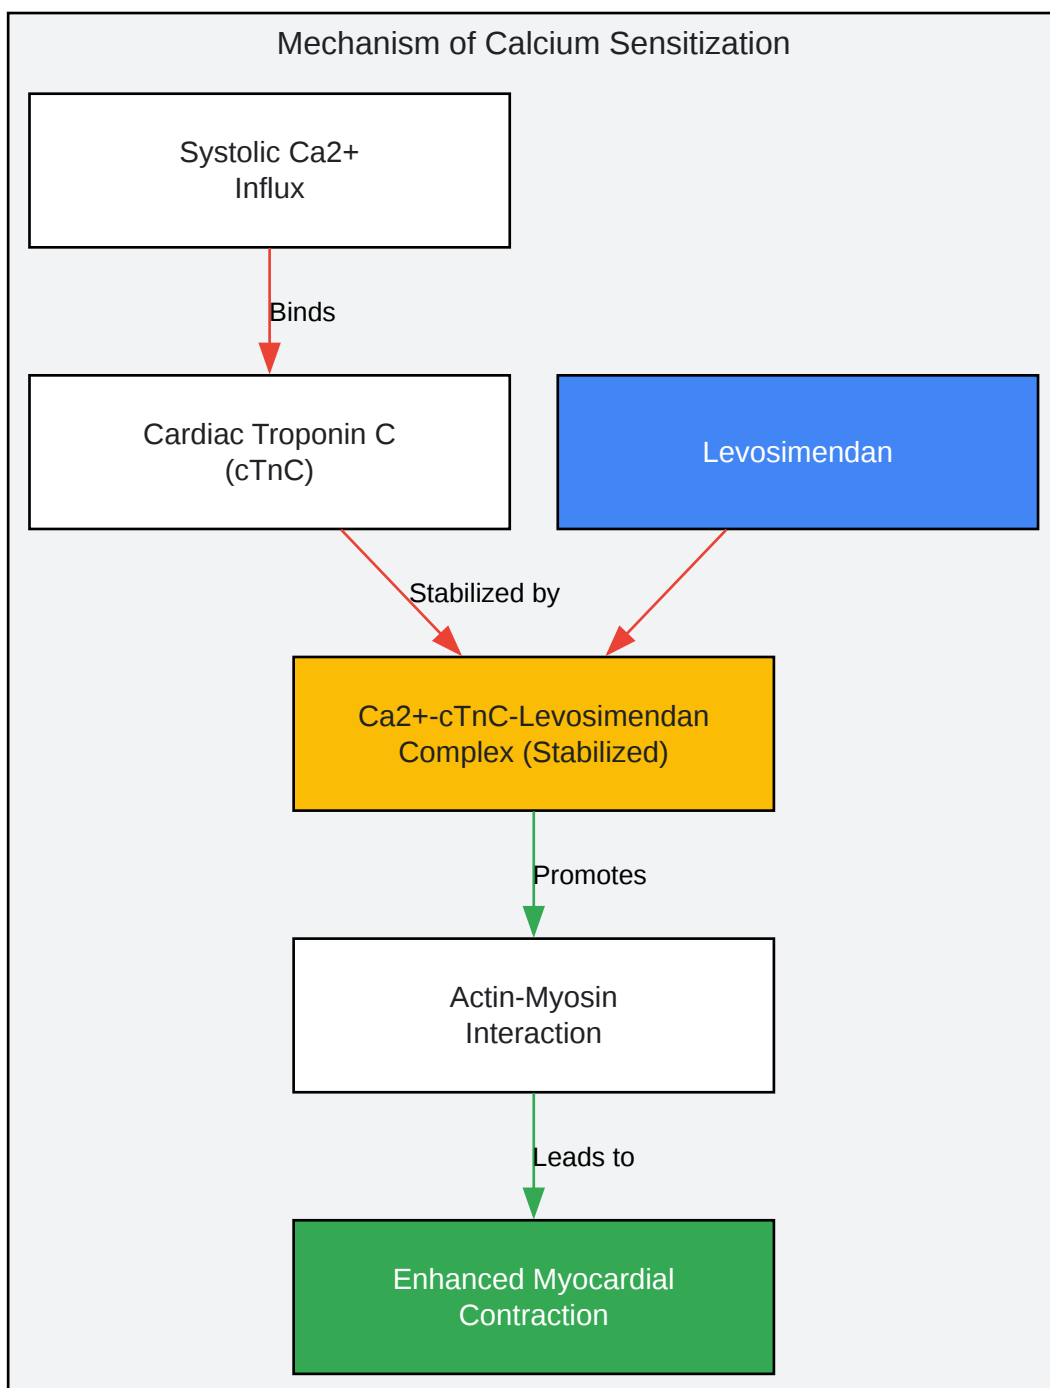 Mechanism of Calcium Sensitization
Systolic Ca2+
Influx
Binds
Cardiac Troponin C
(cTnC)
Levosimendan
Stabilized by
Ca2+-cTnC-Levosimendan
Complex (Stabilized)
Promotes
Actin-Myosin
Interaction
Leads to
Enhanced Myocardial
Contraction